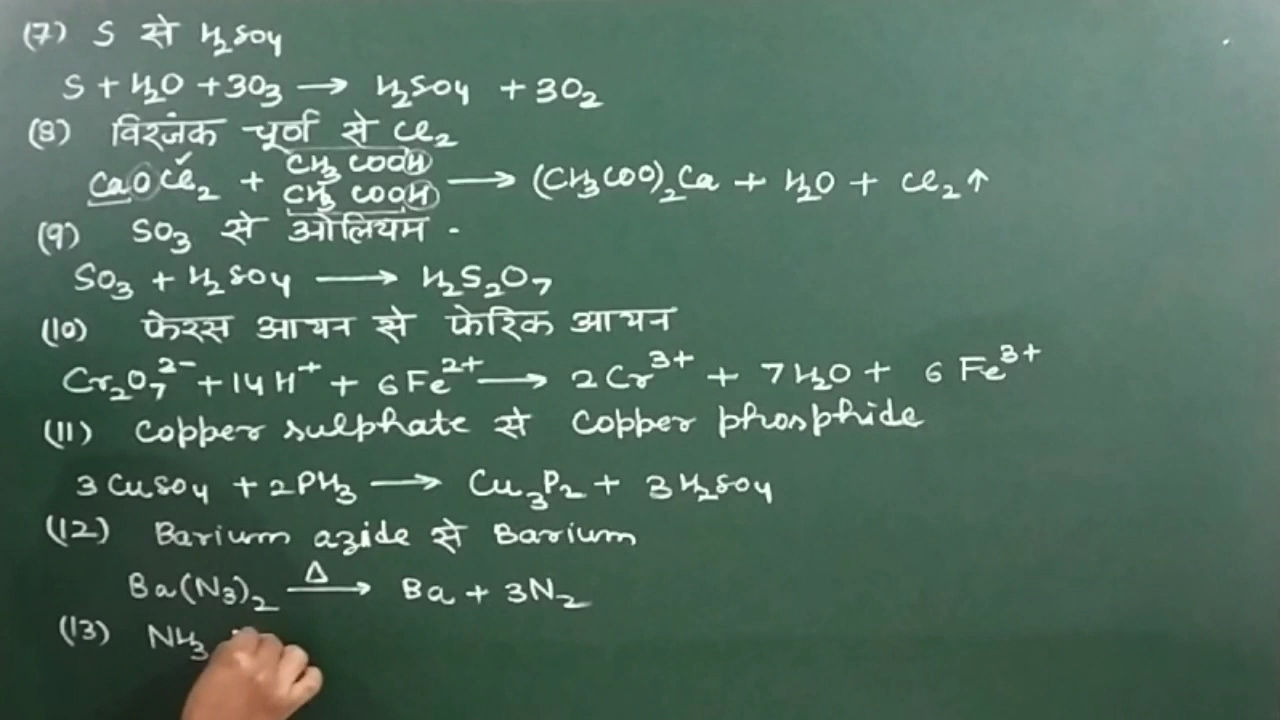 (7) S से H₂SO₄
S + H₂O + 3O₃ → H₂SO₄ + 3O₂
(8) विरंजक चूर्ण से Cl₂
CaOCl₂ + CH₃COOH CH₃COOH → (CH₃COO)₂Ca + H₂O + Cl₂↑
(9) SO₃ से ओलियम -
SO₃ + H₂SO₄ → H₂S₂O₇
(10) फेरस आयन से फेरिक आयन
Cr₂O₇²⁻ + 14H⁺ + 6Fe²⁺ → 2Cr³⁺ + 7H₂O + 6Fe³⁺
(11) Copper sulphate से Copper phosphide
3CuSO₄ + 2PH₃ → Cu₃P₂ + 3H₂SO₄
(12) Barium azide से Barium
Ba(N₃)₂ —Δ→ Ba + 3N₂
(13) NH₃